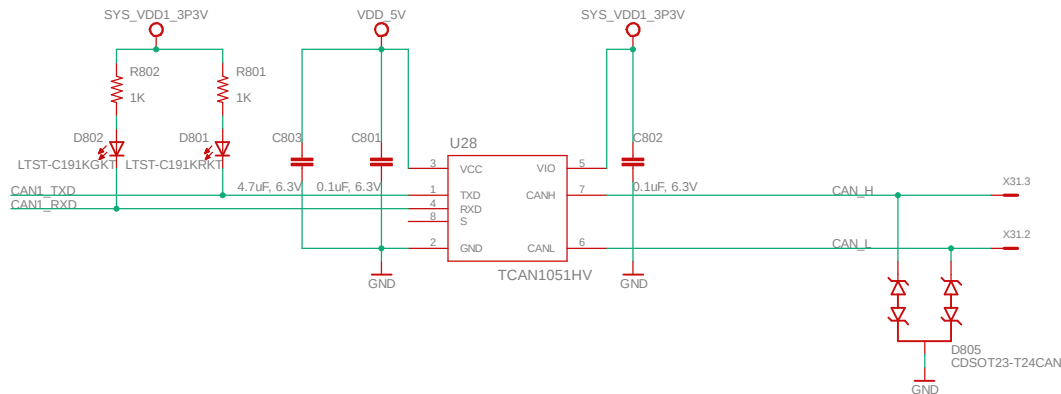 SYS_VDD1_3P3V
VDD_5V
SYS_VDD1_3P3V
R802
1K
R801
1K
D802
LTST-C191KGKT
D801
LTST-C191KRKT
C803
4.7uF, 6.3V
C801
0.1uF, 6.3V
U28
C802
0.1uF, 6.3V
3
VCC
VIO
5
1
TXD
CANH
7
4
RXD
8
S
2
GND
CANL
6
TCAN1051HV
CAN1_TXD
CAN1_RXD
CAN_H
X31.3
CAN_L
X31.2
GND
GND
D805
CDSOT23-T24CAN
GND